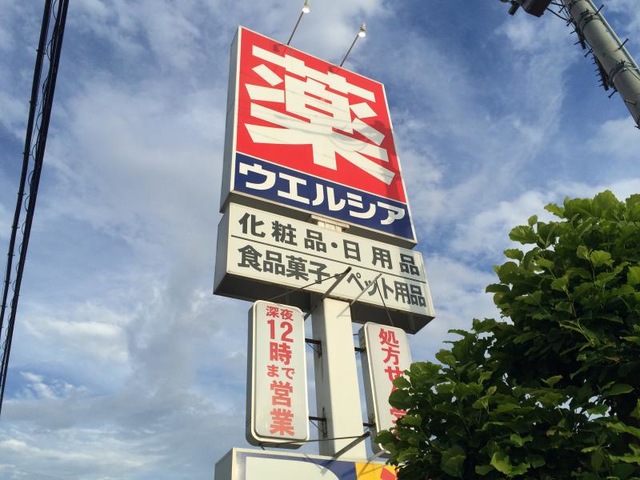 薬
ウエルシア
化粧品・日用品
食品菓子・ペット用品
深夜
12
時まで
営業
処方せ